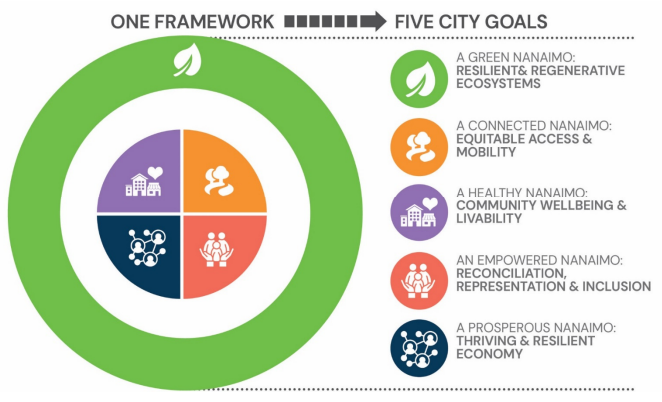 ONE FRAMEWORK
FIVE CITY GOALS
A GREEN NANAIMO:
RESILIENT& REGENERATIVE
ECOSYSTEMS
A CONNECTED NANAIMO:
EQUITABLE ACCESS &
MOBILITY
A HEALTHY NANAIMO:
COMMUNITY WELLBEING &
LIVABILITY
AN EMPOWERED NANAIMO:
RECONCILIATION,
REPRESENTATION & INCLUSION
A PROSPEROUS NANAIMO:
THRIVING & RESILIENT
ECONOMY